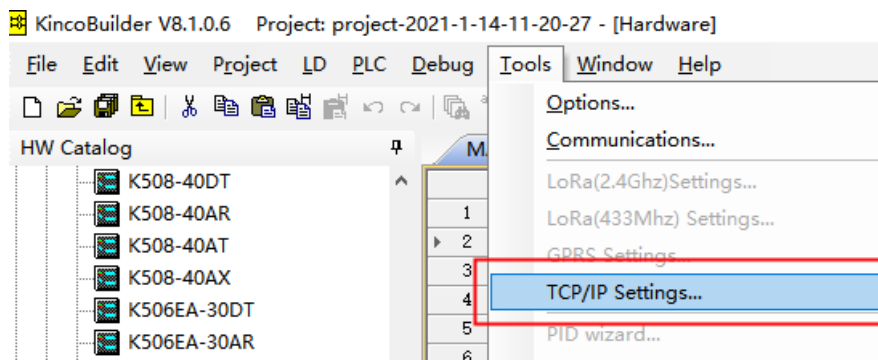 KincoBuilder V8.1.0.6 Project: project-2021-1-14-11-20-27 - [Hardware]
File Edit View Project LD PLC Debug Tools Window Help
Options...
HW Catalog
M
Communications...
K508-40DT
LoRa(2.4Ghz)Settings...
K508-40AR
1
LoRa(433Mhz) Settings...
K508-40AT
2
GPRS Settings...
K508-40AX
3
TCP/IP Settings...
K506EA-30DT
4
K506EA-30AR
5
PID wizard...
6